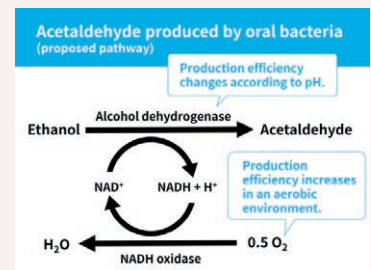 Acetaldehyde produced by oral bacteria
(proposed pathway)
Production efficiency
changes according to pH.
Alcohol dehydrogenase
Ethanol
Acetaldehyde
Production
efficiency increases
in an aerobic
environment.
NAD⁺
NADH + H⁺
H₂O
0.5 O₂
NADH oxidase